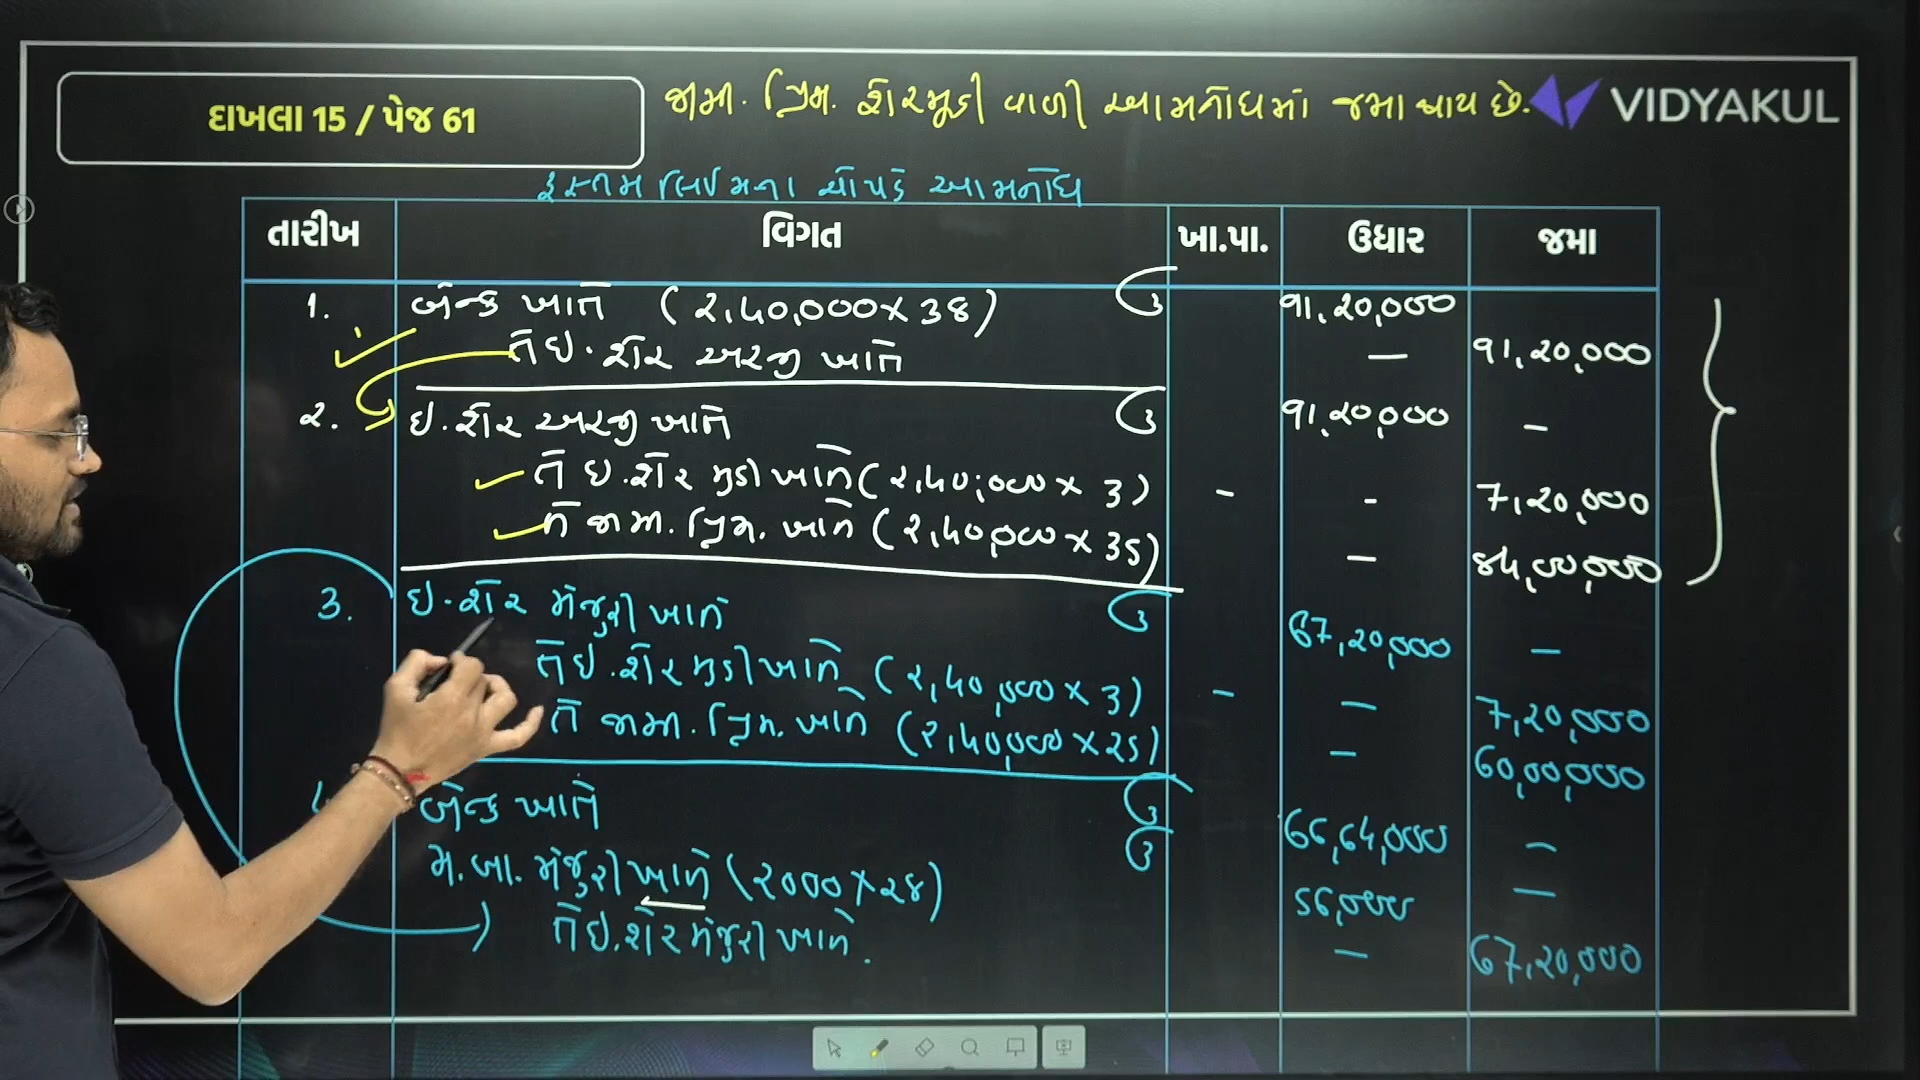 દાખલા 15 / પેજ 61
જામી. પ્રિમ. શેરમૂડી વાળી આમનોંધમાં જમા થાય છે.
VIDYAKUL
લિમિટેના ચોપડે આમનોંધ
તારીખ વિગત ખા.પા. ઉધાર જમા
1. બેન્ક ખાતે (2,40,000 × 38) ઉ 91,20,000
તે ઇ. શેર અરજી ખાતે — 91,20,000
2. ઇ. શેર અરજી ખાતે ઉ 91,20,000 —
તે ઇ. શેર મુડી ખાતે (2,40,000 × 3) - - 7,20,000
તે જામી. પ્રિમ. ખાતે (2,40,000 × 35) — 84,00,000
3. ઇ. શેર મંજુરી ખાતે ઉ 67,20,000 —
તે ઇ. શેર મુડી ખાતે (2,40,000 × 3) - — 7,20,000
તે જામી. પ્રિમ. ખાતે (2,40,000 × 25) — 60,00,000
બેન્ક ખાતે ઉ 66,64,000 —
મ.બા. મંજુરી ખાતે (2000 × 28) ઉ 56,000 —
તે ઇ. શેર મંજુરી ખાતે. — 67,20,000